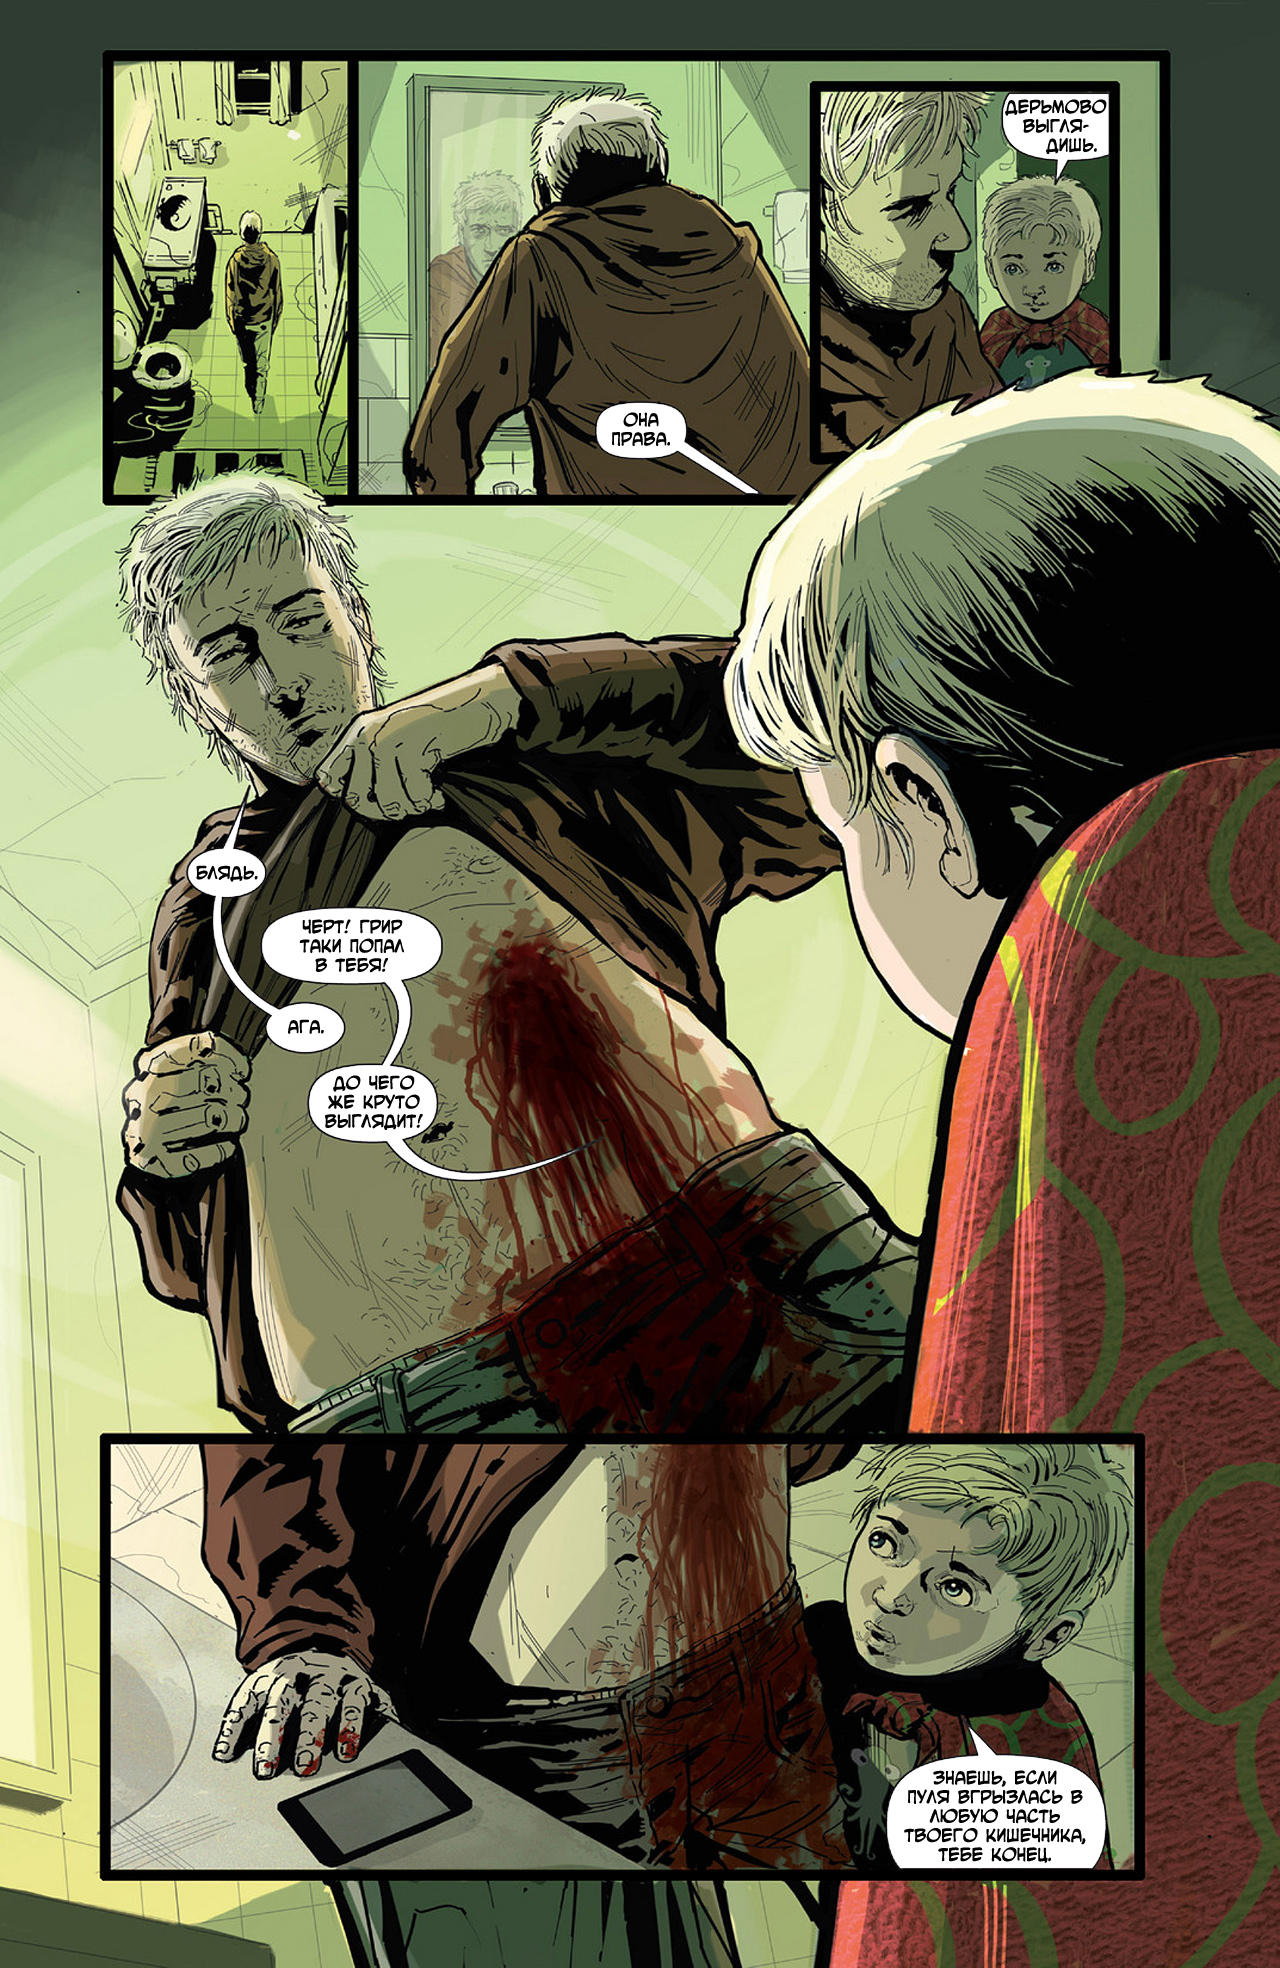 ОНА
ПРАВА.
ДЕРЬМОВО
ВЫГЛЯ-
ДИШЬ.
БЛЯДЬ.
ЧЕРТ! ГРИР
ТАКИ ПОПАЛ
В ТЕБЯ!
АГА.
ДО ЧЕГО
ЖЕ КРУТО
ВЫГЛЯДИТ!
ЗНАЕШЬ, ЕСЛИ
ПУЛЯ ВГРЫЗЛАСЬ В
ЛЮБУЮ ЧАСТЬ
ТВОЕГО КИШЕЧНИКА,
ТЕБЕ КОНЕЦ.